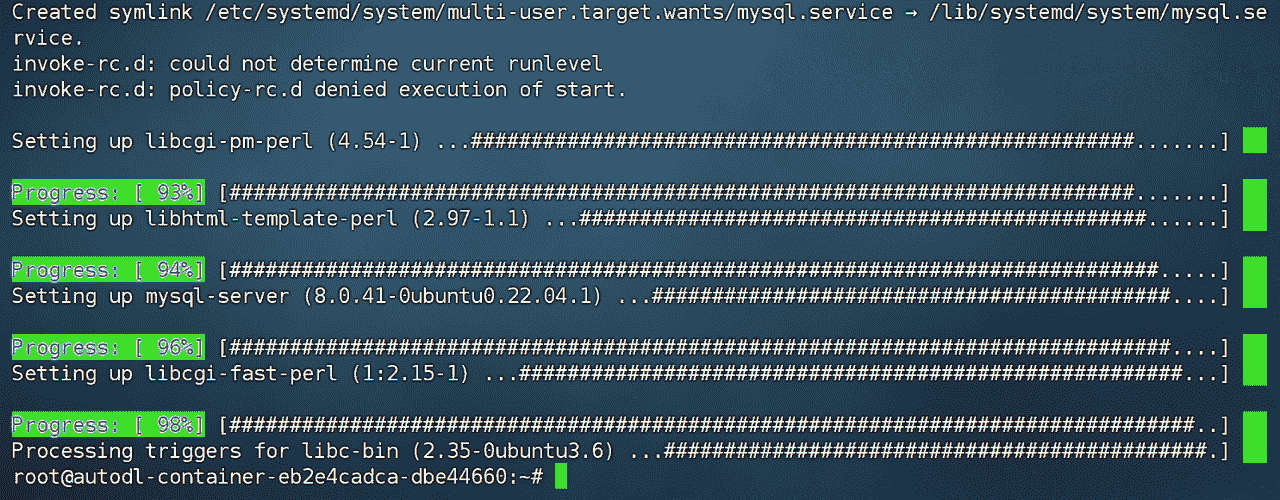 Created symlink /etc/systemd/system/multi-user.target.wants/mysql.service → /lib/systemd/system/mysql.se
rvice.
invoke-rc.d: could not determine current runlevel
invoke-rc.d: policy-rc.d denied execution of start.
Setting up libcgi-pm-perl (4.54-1) ...#######################################################.......]
Progress: [ 93%] [###########################################################################.......]
Setting up libhtml-template-perl (2.97-1.1) ...###############################################......]
Progress: [ 94%] [#############################################################################.....]
Setting up mysql-server (8.0.41-0ubuntu0.22.04.1) ...###########################################....]
Progress: [ 96%] [##############################################################################....]
Setting up libcgi-fast-perl (1:2.15-1) ...#######################################################...]
Progress: [ 98%] [################################################################################..]
Processing triggers for libc-bin (2.35-0ubuntu3.6) ...#############################################.]
root@autodl-container-eb2e4cadca-dbe44660:~#